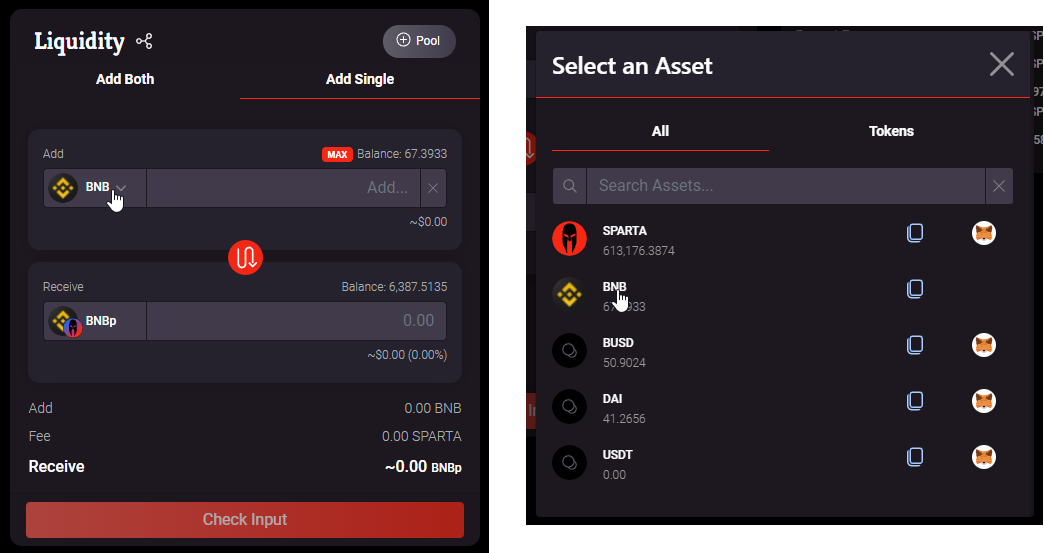 Liquidity
Pool
Add Both Add Single
Add MAX Balance: 67.3933
BNB Add...
~$0.00
Receive Balance: 6,387.5135
BNBp 0.00
~$0.00 (0.00%)
Add 0.00 BNB
Fee 0.00 SPARTA
Receive ~0.00 BNBp
Check Input
Select an Asset
All Tokens
Search Assets...
SPARTA
613,176.3874
BNB
BUSD
50.9024
DAI
41.2656
USDT
0.00